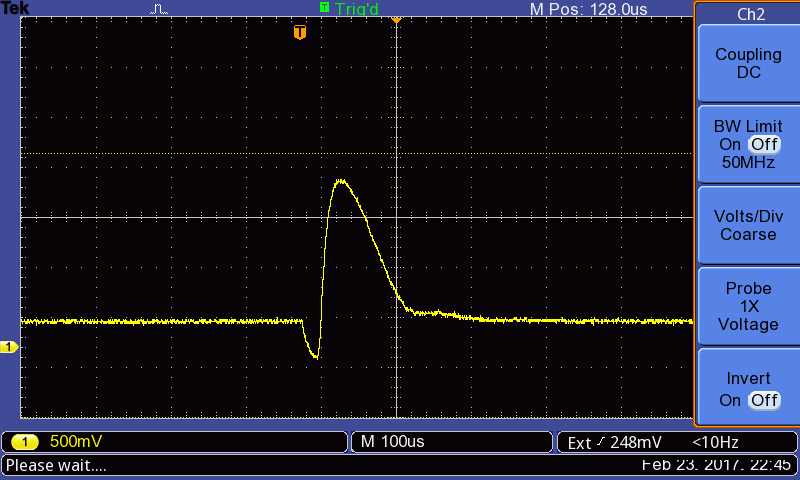 Tek
T Trig'd
M Pos: 128.0us
Ch2
T
Coupling
DC
BW Limit
On Off
50MHz
Volts/Div
Coarse
Probe
1X
Voltage
1
Invert
On Off
1 500mV
M 100us
Ext 248mV
<10Hz
Please wait....
Feb 23, 2017, 22:45